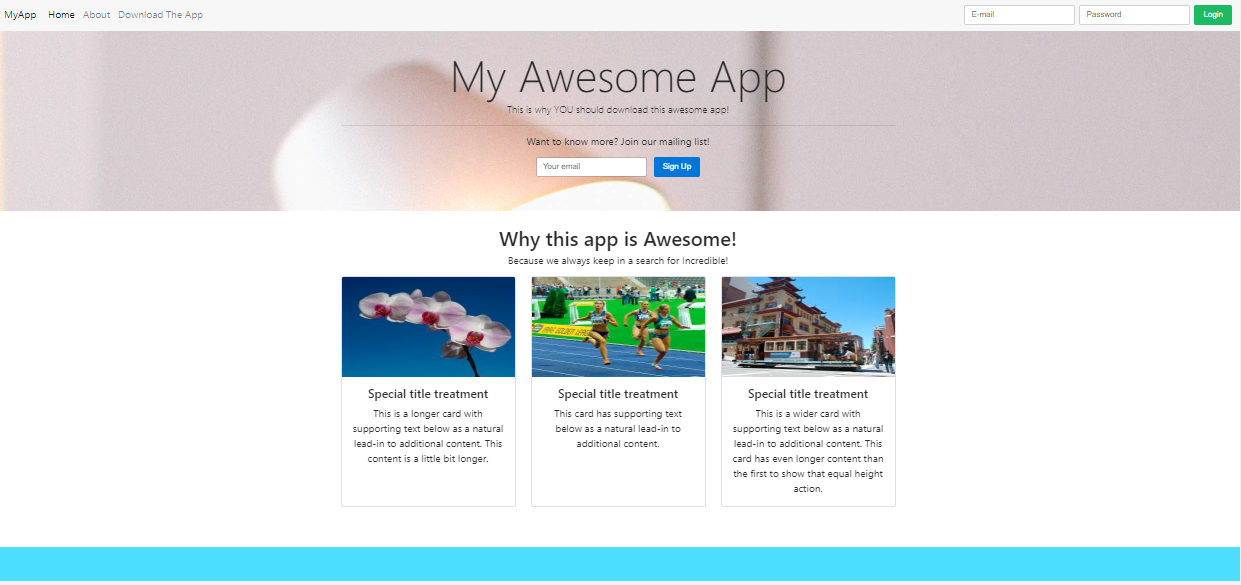 MyApp Home About Download The App E-mail Password Login
My Awesome App
This is why YOU should download this awesome app!
Want to know more? Join our mailing list!
Your email Sign Up
Why this app is Awesome!
Because we always keep in a search for Incredible!
Special title treatment
This is a longer card with
supporting text below as a natural
lead-in to additional content. This
content is a little bit longer.
Special title treatment
This card has supporting text
below as a natural lead-in to
additional content.
Special title treatment
This is a wider card with
supporting text below as a natural
lead-in to additional content. This
card has even longer content than
the first to show that equal height
action.